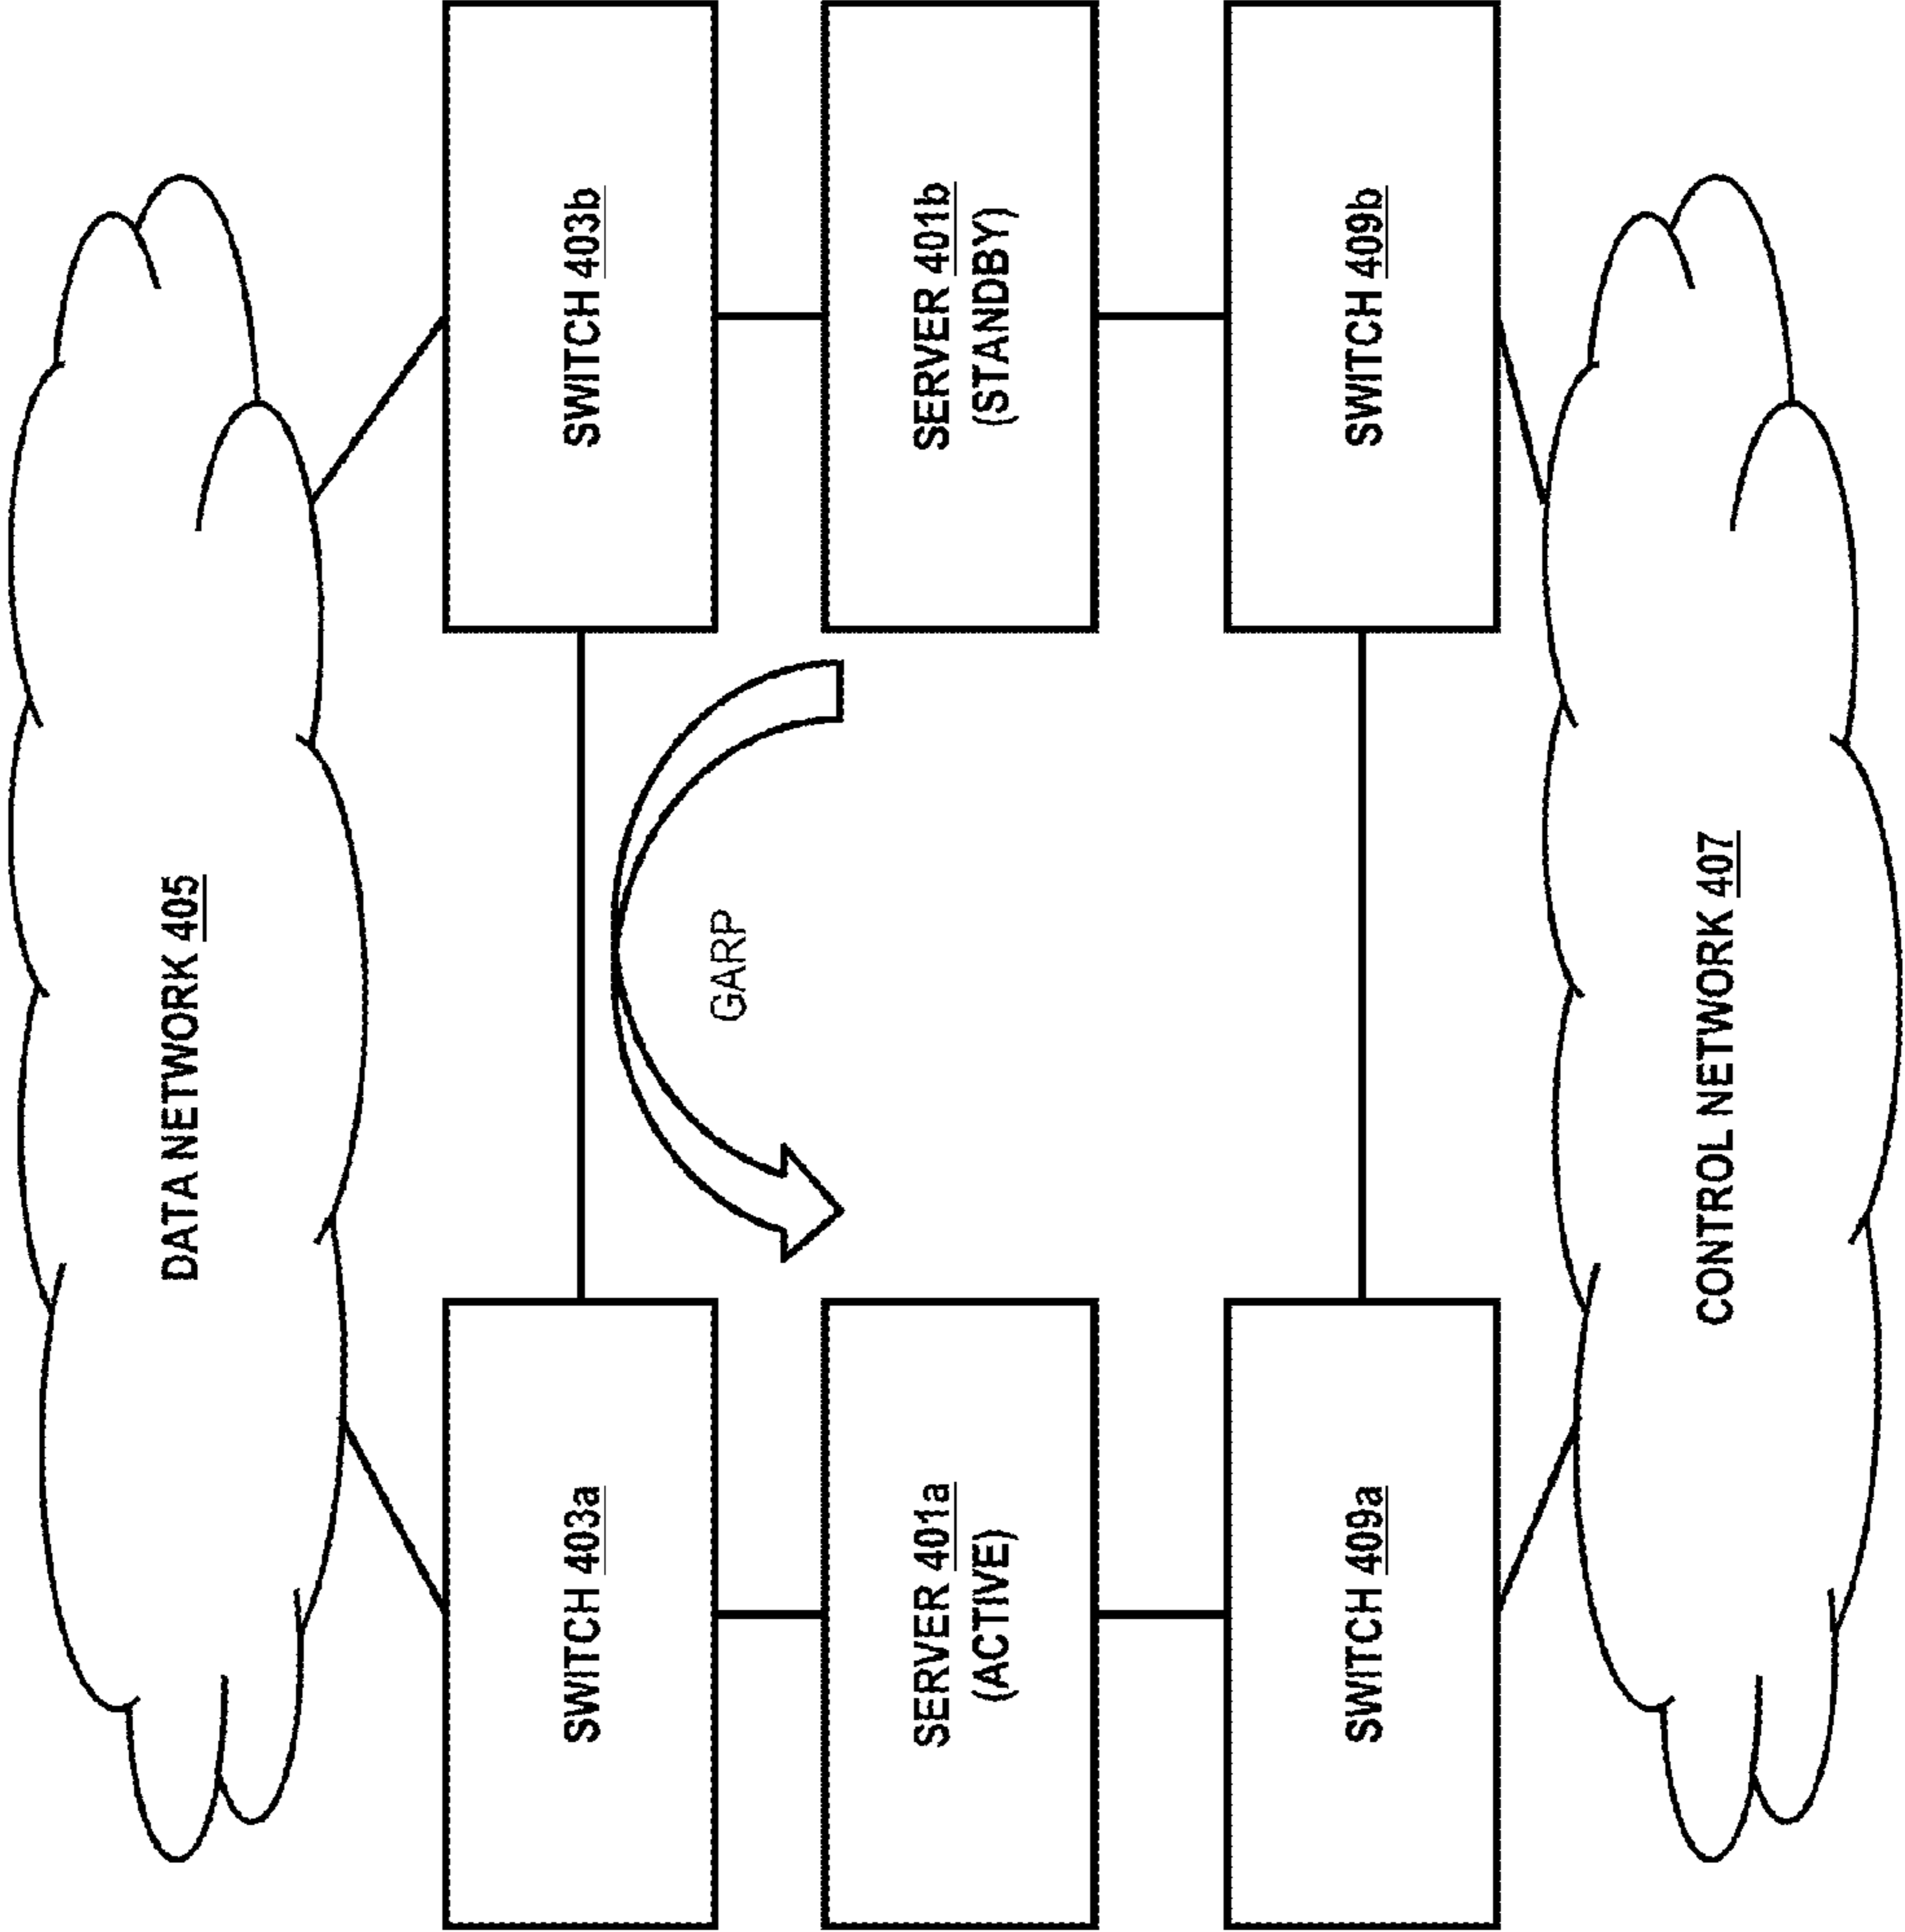 DATA NETWORK 405
SWITCH 403a
SWITCH 403b
GARP
SERVER 401a
(ACTIVE)
SERVER 401b
(STANDBY)
SWITCH 409a
SWITCH 409b
CONTROL NETWORK 407